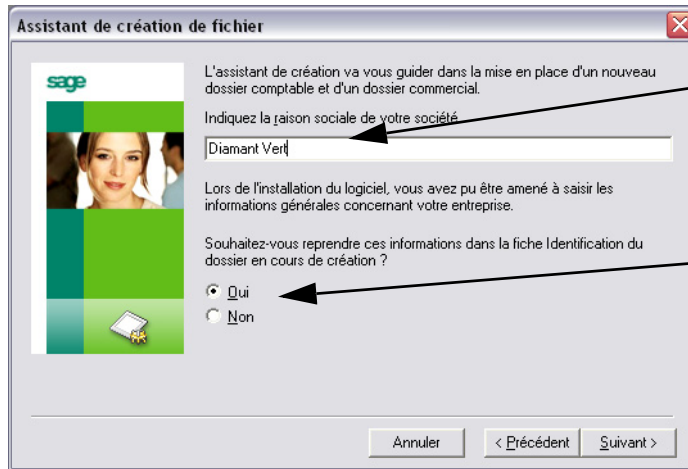 Assistant de création de fichier
sage
L'assistant de création va vous guider dans la mise en place d'un nouveau
dossier comptable et d'un dossier commercial.
Indiquez la raison sociale de votre société
Diamant Vert
Lors de l'installation du logiciel, vous avez pu être amené à saisir les
informations générales concernant votre entreprise.
Souhaitez-vous reprendre ces informations dans la fiche Identification du
dossier en cours de création ?
Oui
Non
Annuler
< Précédent
Suivant >